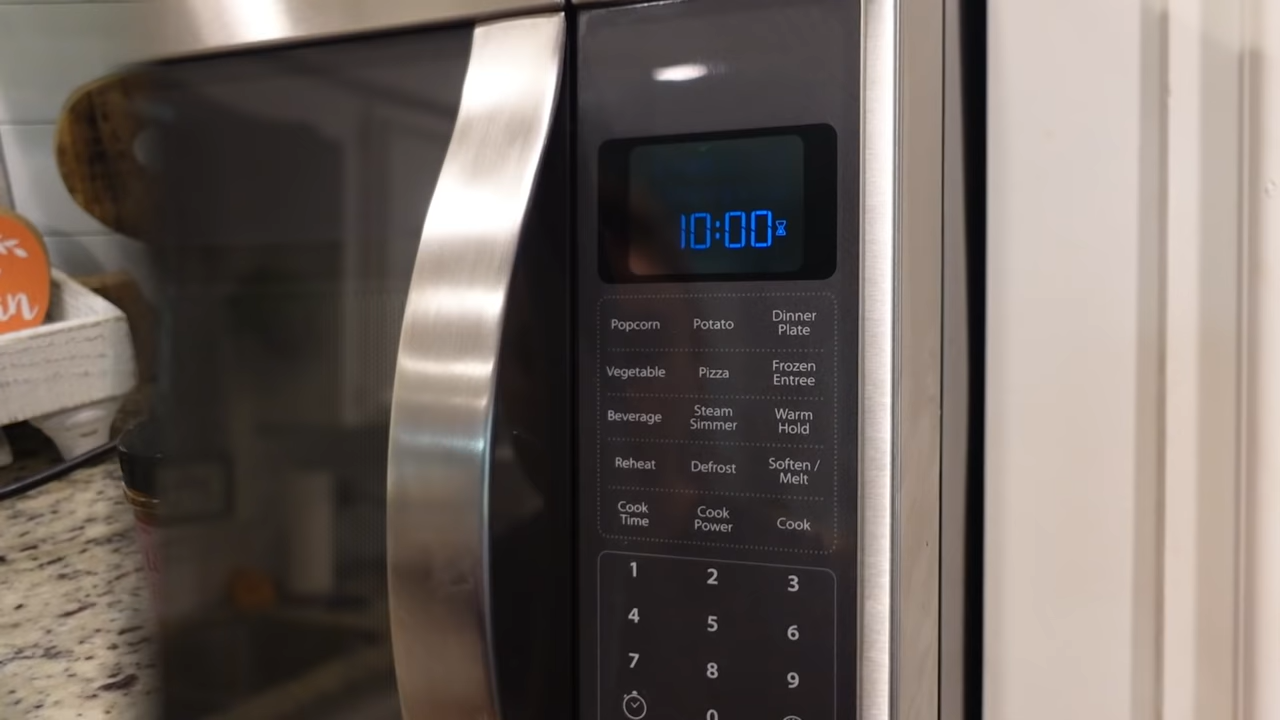 10:00
Popcorn Potato Dinner Plate
Vegetable Pizza Frozen Entree
Beverage Steam Simmer Warm Hold
Reheat Defrost Soften / Melt
Cook Time Cook Power Cook
1 2 3
4 5 6
7 8 9
0
in